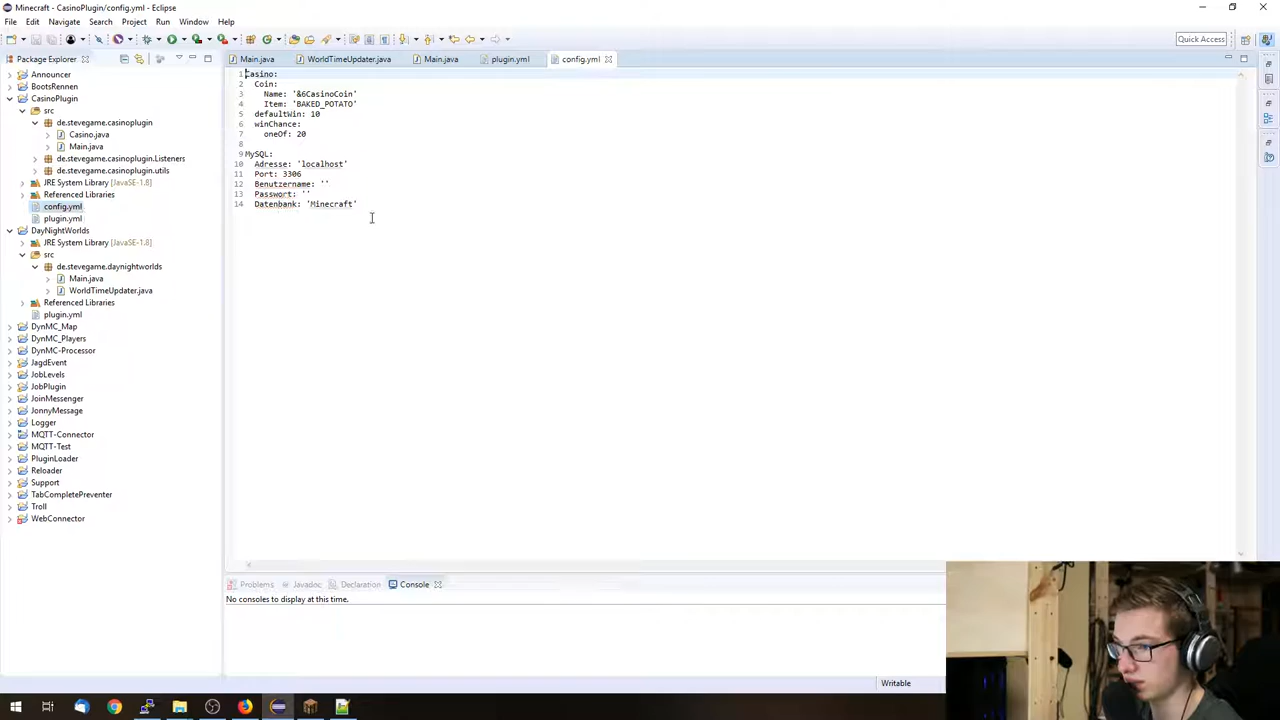 Minecraft - CasinoPlugin/config.yml - Eclipse
File Edit Navigate Search Project Run Window Help
Quick Access
Package Explorer
Main.java WorldTimeUpdater.java Main.java plugin.yml config.yml
Announcer
BootsRennen
CasinoPlugin
src
de.stevegame.casinoplugin
Casino.java
Main.java
de.stevegame.casinoplugin.Listeners
de.stevegame.casinoplugin.utils
JRE System Library [JavaSE-1.8]
Referenced Libraries
config.yml
plugin.yml
DayNightWorlds
JRE System Library [JavaSE-1.8]
src
de.stevegame.daynightworlds
Main.java
WorldTimeUpdater.java
Referenced Libraries
plugin.yml
DynMC_Map
DynMC_Players
DynMC-Processor
JagdEvent
JobLevels
JobPlugin
JoinMessenger
JonnyMessage
Logger
MQTT-Connector
MQTT-Test
PluginLoader
Reloader
Support
TabCompletePreventer
Troll
WebConnector
1 Casino:
2 Coin:
3 Name: '&6CasinoCoin'
4 Item: 'BAKED_POTATO'
5 defaultWin: 10
6 winChance:
7 oneOf: 20
8
9 MySQL:
10 Adresse: 'localhost'
11 Port: 3306
12 Benutzername: ''
13 Passwort: ''
14 Datenbank: 'Minecraft'
Problems Javadoc Declaration Console
No consoles to display at this time.
Writable